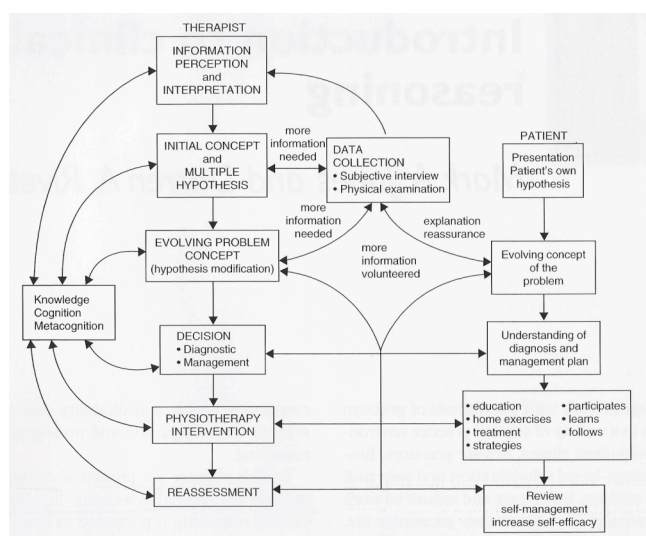 THERAPIST
INFORMATION
PERCEPTION
and
INTERPRETATION
INITIAL CONCEPT
and
MULTIPLE
HYPOTHESIS
more
information
needed
DATA
COLLECTION
• Subjective interview
• Physical examination
PATIENT
Presentation
Patient's own
hypothesis
more
information
needed
explanation
reassurance
more
information
volunteered
EVOLVING PROBLEM
CONCEPT
(hypothesis modification)
Evolving concept
of the
problem
Knowledge
Cognition
Metacognition
DECISION
• Diagnostic
• Management
Understanding of
diagnosis and
management plan
PHYSIOTHERAPY
INTERVENTION
• education
• home exercises
• treatment
• strategies
• participates
• learns
• follows
REASSESSMENT
Review
self-management
increase self-efficacy
Introduction
clinical
reasoning